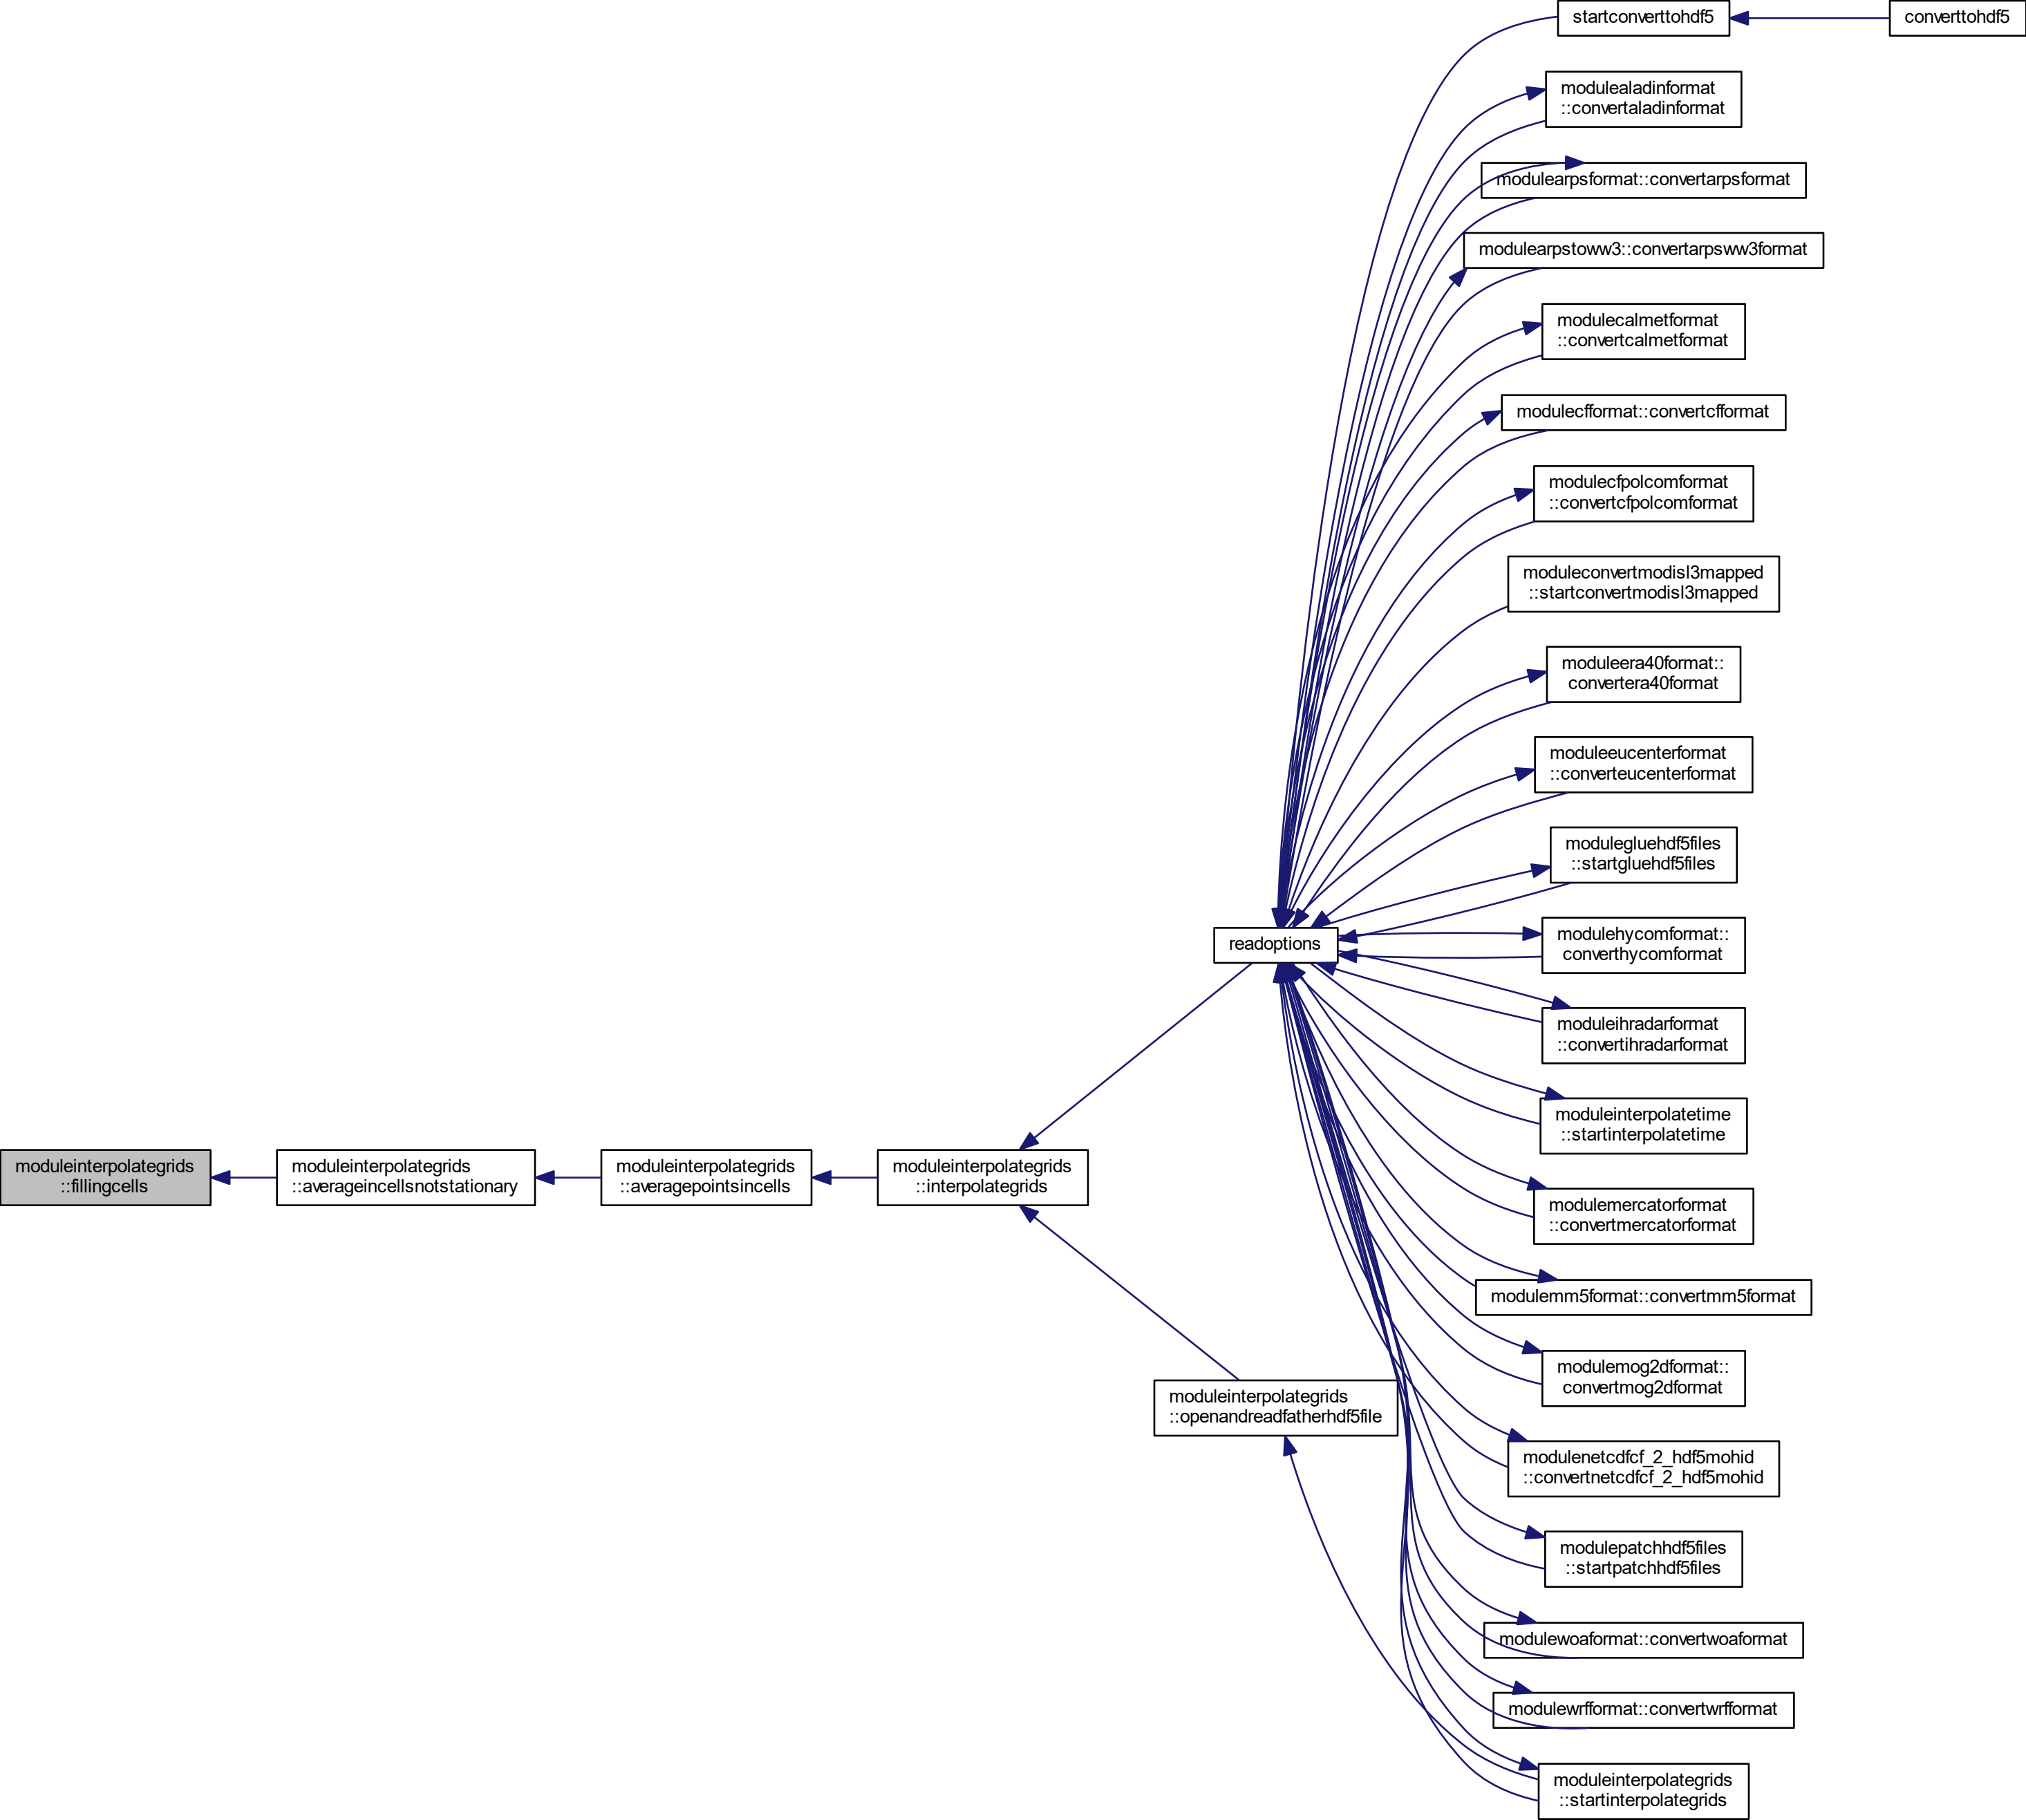 startconverttohdf5
converttohdf5
modulealadinformat
::convertaladinformat
modulearpsformat::convertarpsformat
modulearpstoww3::convertarpsww3format
modulecalmetformat
::convertcalmetformat
modulecfformat::convertcfformat
modulecfpolcomformat
::convertcfpolcomformat
moduleconvertmodisl3mapped
::startconvertmodisl3mapped
moduleera40format::
convertera40format
moduleeucenterformat
::converteucenterformat
modulegluehdf5files
::startgluehdf5files
readoptions
modulehycomformat::
converthycomformat
moduleihradarformat
::convertihradarformat
moduleinterpolatetime
::startinterpolatetime
moduleinterpolategrids
::fillingcells
moduleinterpolategrids
::averageincellsnotstationary
moduleinterpolategrids
::averagepointsincells
moduleinterpolategrids
::interpolategrids
modulemercatorformat
::convertmercatorformat
modulemm5format::convertmm5format
modulemog2dformat::
convertmog2dformat
moduleinterpolategrids
::openandreadfatherhdf5file
modulenetcdfcf_2_hdf5mohid
::convertnetcdfcf_2_hdf5mohid
modulepatchhdf5files
::startpatchhdf5files
modulewoaformat::convertwoaformat
modulewrfformat::convertwrfformat
moduleinterpolategrids
::startinterpolategrids